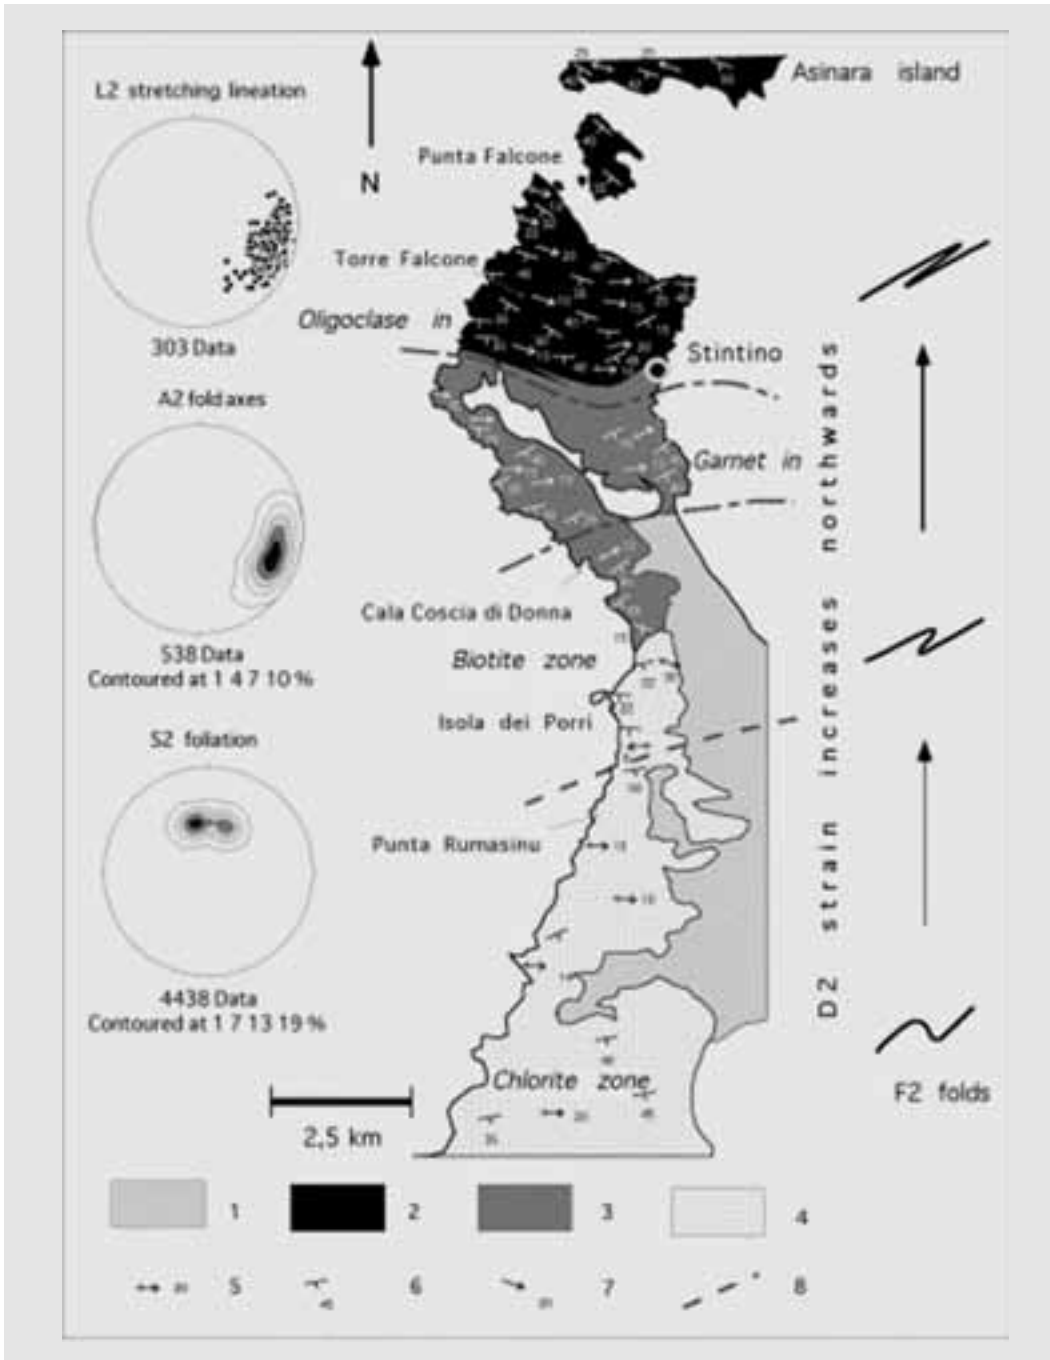 Asinara island
L2 stretching lineation
Punta Falcone
N
Torre Falcone
Oligoclase in
303 Data
Stintino
A2 fold axes
Garnet in
Cala Coscia di Donna
538 Data
Contoured at 1 4 7 10 %
Biotite zone
Isola dei Porri
S2 foliation
Punta Rumasinu
4438 Data
Contoured at 1 7 13 19 %
D2 strain increases northwards
Chlorite zone
F2 folds
2,5 km
1 2 3 4
5 6 7 8